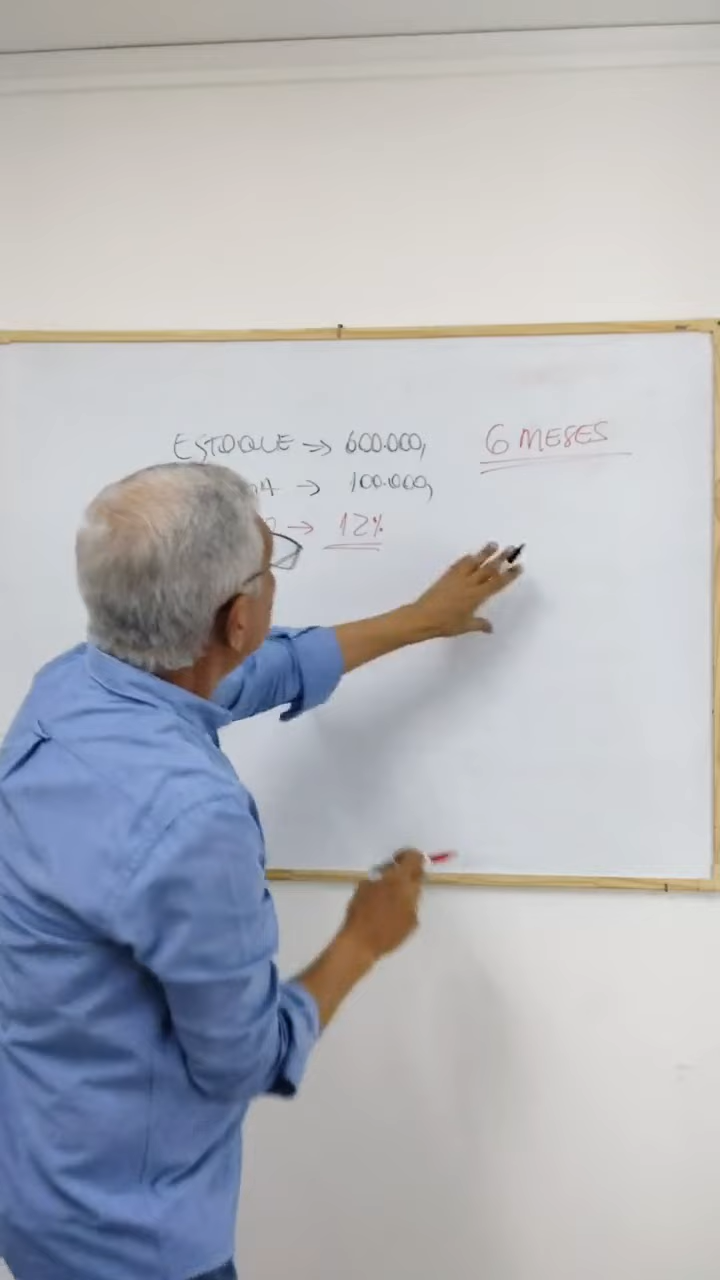 ESTOQUE → 600.000, 6 MESES
→ 100.000,
→ 12%